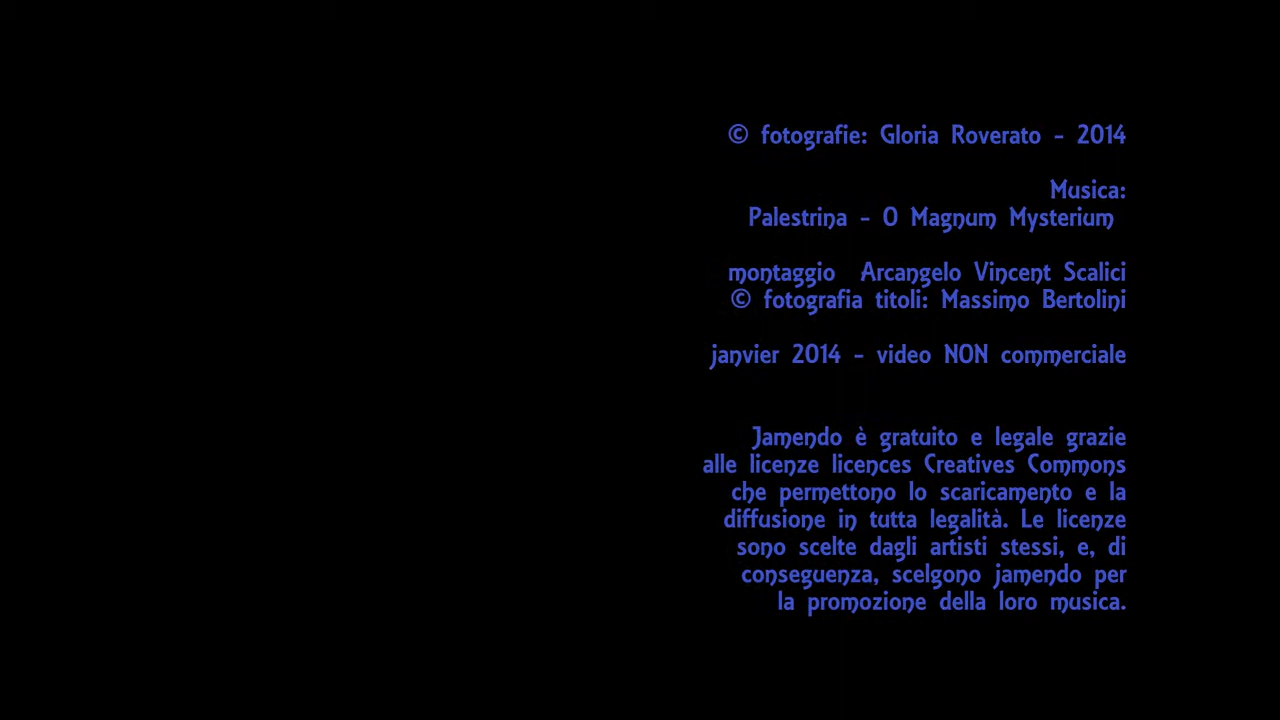 © fotografie: Gloria Roverato - 2014
Musica:
Palestrina - O Magnum Mysterium
montaggio Arcangelo Vincent Scalici
© fotografia titoli: Massimo Bertolini
janvier 2014 - video NON commerciale
Jamendo è gratuito e legale grazie
alle licenze licences Creatives Commons
che permettono lo scaricamento e la
diffusione in tutta legalità. Le licenze
sono scelte dagli artisti stessi, e, di
conseguenza, scelgono jamendo per
la promozione della loro musica.